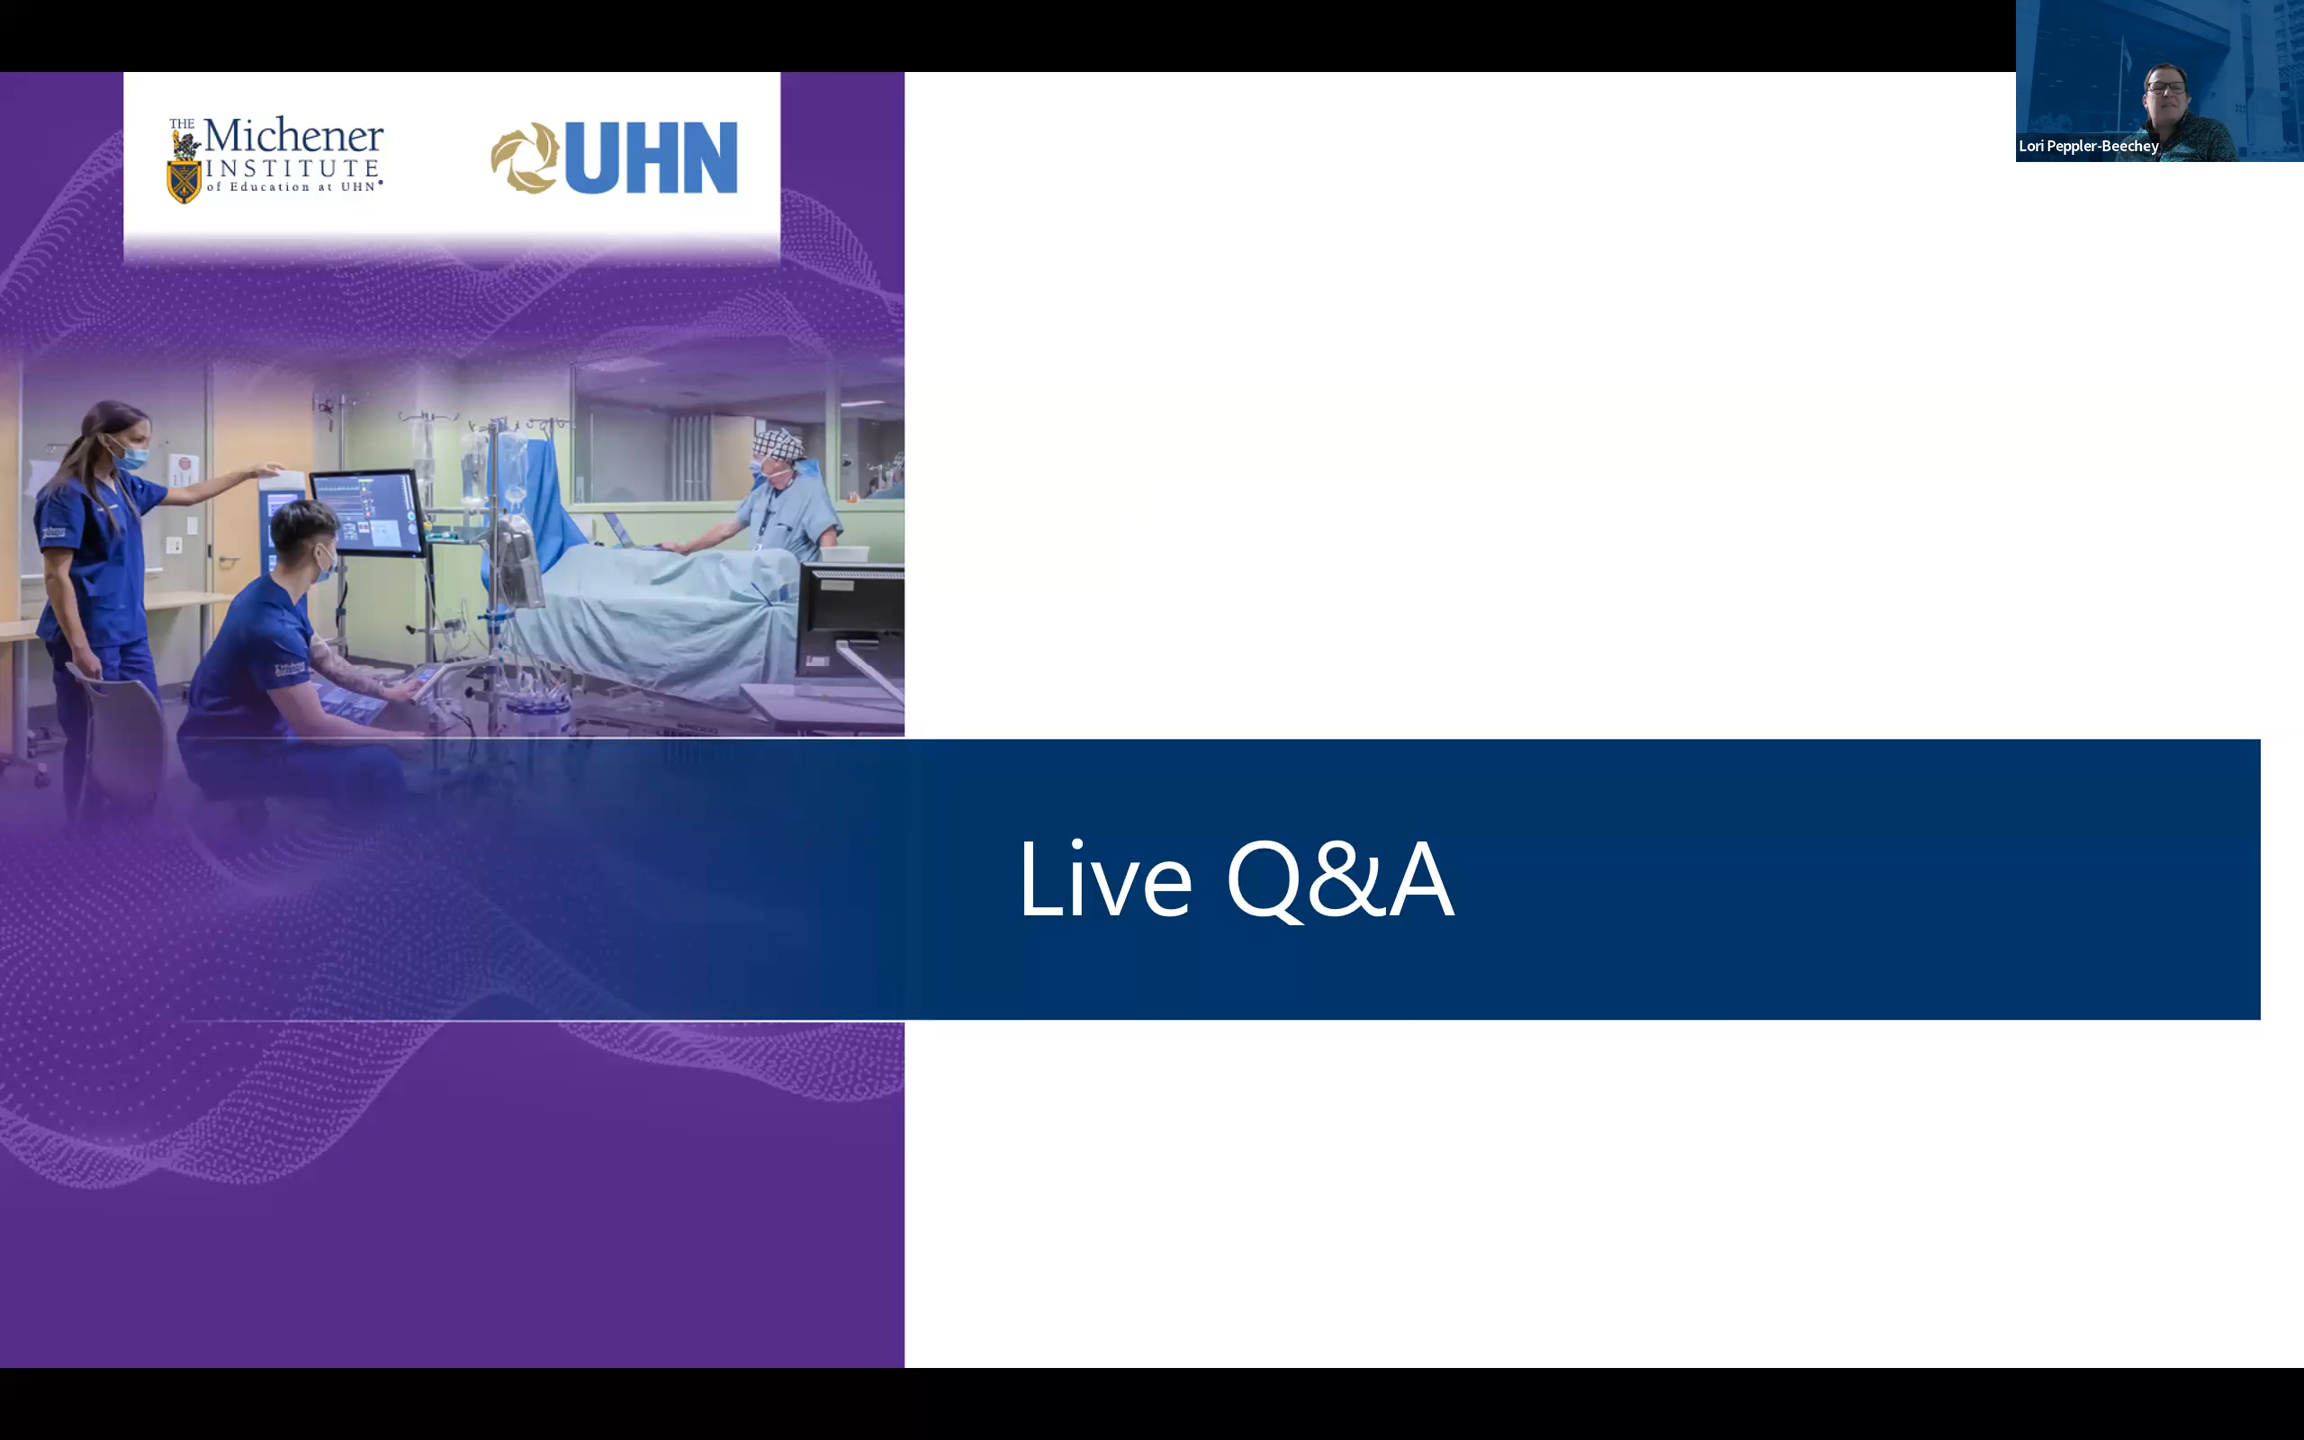 THE
Michener
INSTITUTE
of Education at UHN
UHN
Lori Peppler-Beechey
Live Q&A